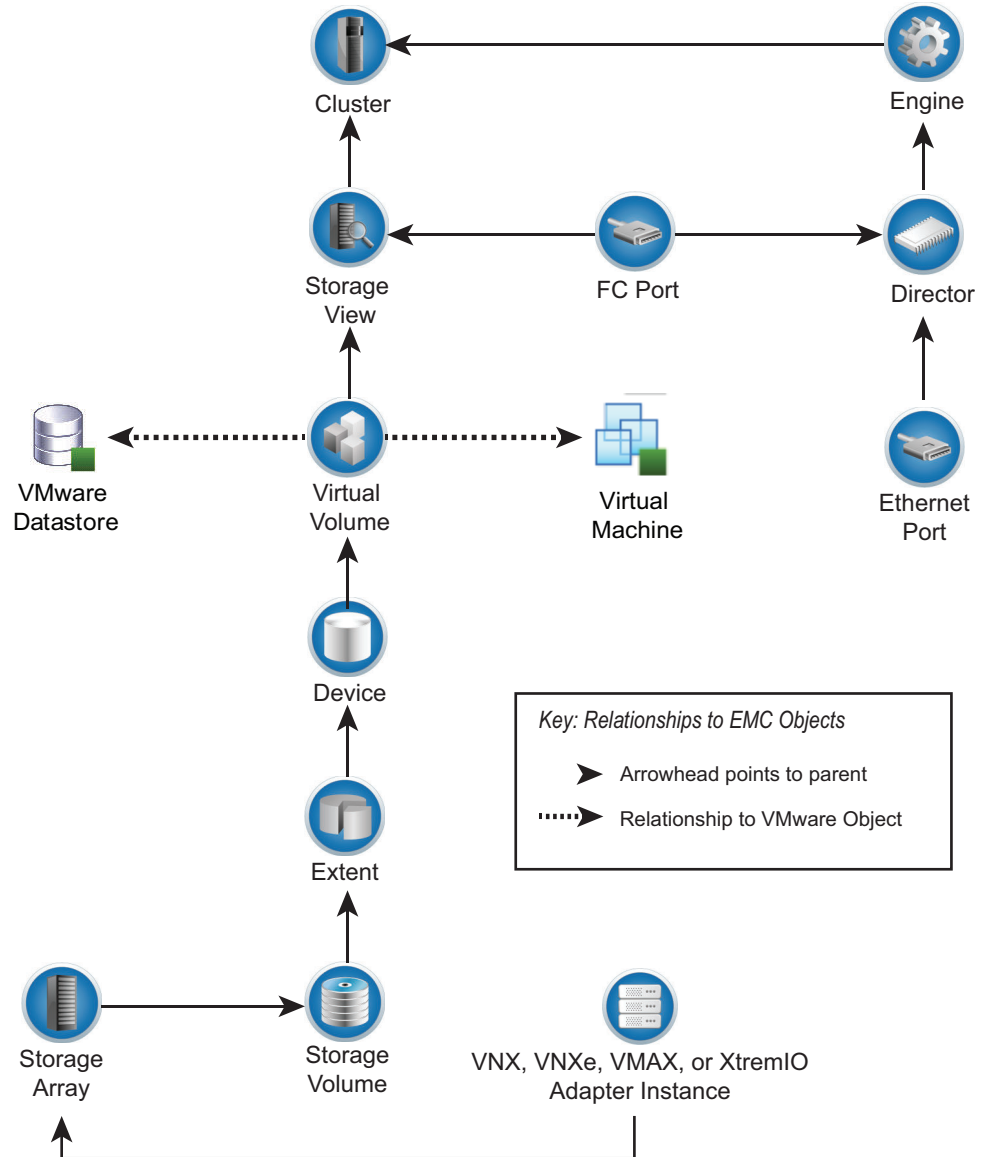 Cluster
Engine
Storage
View
FC Port
Director
VMware
Datastore
Virtual
Volume
Virtual
Machine
Ethernet
Port
Device
Key: Relationships to EMC Objects
Arrowhead points to parent
Relationship to VMware Object
Extent
Storage
Array
Storage
Volume
VNX, VNXe, VMAX, or XtremIO
Adapter Instance